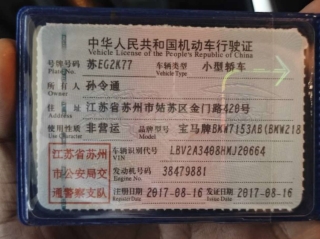 中华人民共和国机动车行驶证
Vehicle License of the People's Republic of China
号牌号码 苏EG2K77 车辆类型 小型轿车
Plate No. Vehicle Type
所有人 孙令通
Owner
住址 江苏省苏州市姑苏区金门路420号
Address
使用性质 非营运 品牌型号 宝马牌BKW7153AB(BMW218
Use Character Model
江苏省苏州市公安局交通警察支队
车辆识别代号 LBV2A3408HMJ20664
VIN
发动机号码 38479881
Engine No.
注册日期 2017-08-16 发证日期 2017-08-16
Register Date Issue Date